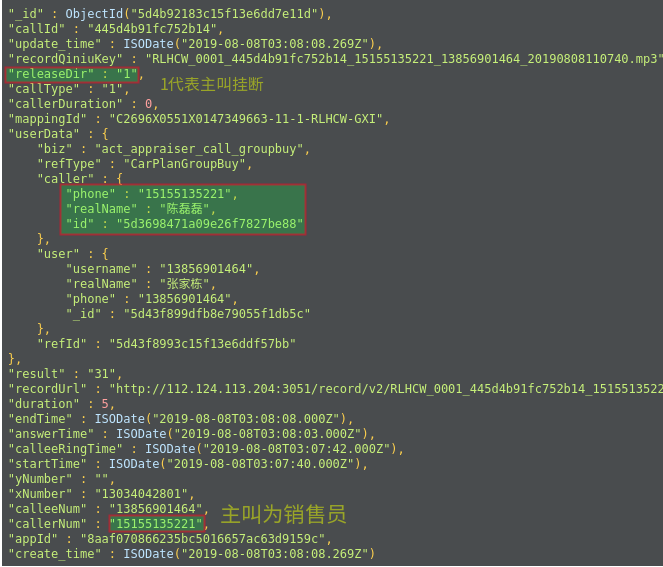 "_id" : ObjectId("5d4b92183c15f13e6dd7e11d"),
"callId" : "445d4b91fc752b14",
"update_time" : ISODate("2019-08-08T03:08:08.269Z"),
"recordQiniuKey" : "RLHCW_0001_445d4b91fc752b14_15155135221_13856901464_20190808110740.mp3"
"releaseDir" : "1",
1代表主叫挂断
"callType" : "1",
"callerDuration" : 0,
"mappingId" : "C2696X0551X0147349663-11-1-RLHCW-GXI",
"userData" : {
"biz" : "act_appraiser_call_groupbuy",
"refType" : "CarPlanGroupBuy",
"caller" : {
"phone" : "15155135221",
"realName" : "陈磊磊",
"id" : "5d3698471a09e26f7827be88"
},
"user" : {
"username" : "13856901464",
"realName" : "张家栋",
"phone" : "13856901464",
"_id" : "5d43f899dfb8e79055f1db5c"
},
"refId" : "5d43f8993c15f13e6ddf57bb"
},
"result" : "31",
"recordUrl" : "http://112.124.113.204:3051/record/v2/RLHCW_0001_445d4b91fc752b14_1515513522
"duration" : 5,
"endTime" : ISODate("2019-08-08T03:08:08.000Z"),
"answerTime" : ISODate("2019-08-08T03:08:03.000Z"),
"calleeRingTime" : ISODate("2019-08-08T03:07:42.000Z"),
"startTime" : ISODate("2019-08-08T03:07:40.000Z"),
"yNumber" : "",
"xNumber" : "13034042801",
"calleeNum" : "13856901464",
"callerNum" : "15155135221",
主叫为销售员
"appId" : "8aaf070866235bc5016657ac63d9159c",
"create_time" : ISODate("2019-08-08T03:08:08.269Z")